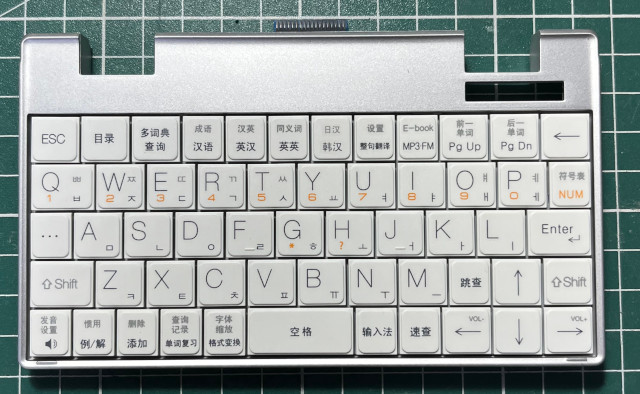 ESC
目录
多词典
查询
成语
汉语
汉英
英汉
同义词
英英
日汉
韩汉
设置
整句翻译
E-book
MP3·FM
前一
单词
Pg Up
后一
单词
Pg Dn
←
Q ㅃ
1 ㅂ
W ㅉ
2 ㅈ
E ㄸ
3 ㄷ
R ㄲ
4 ㄱ
T ㅆ
5 ㅅ
Y
6 ㅛ
U
7 ㅕ
I
8 ㅑ
O ㅒ
9 ㅐ
P ㅖ
0 ㅔ
符号表
NUM
...
A
ㅁ
S
ㄴ
D
ㅇ
F
ㄹ
G
* ㅎ
H
? ㅗ
J
ㅓ
K
ㅏ
L
ㅣ
Enter
↵
⇧Shift
Z
ㅋ
X
ㅌ
C
ㅊ
V
ㅍ
B
ㅠ
N
ㅜ
M
ㅡ
跳查
↑
⇧Shift
发音
设置
惯用
例/解
删除
添加
查询
记录
单词复习
字体
缩放
格式变换
空格
输入法
速查
VOL-
←
↓
VOL+
→